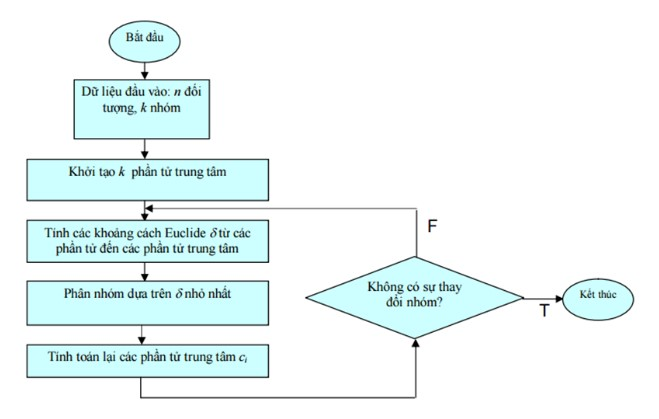 Bắt đầu
Dữ liệu đầu vào: n đối
tượng, k nhóm
Khởi tạo k phần tử trung tâm
Tính các khoảng cách Euclide δ từ các
phần tử đến các phần tử trung tâm
Phân nhóm dựa trên δ nhỏ nhất
Tính toán lại các phần tử trung tâm cᵢ
F
Không có sự thay
đổi nhóm?
T
Kết thúc